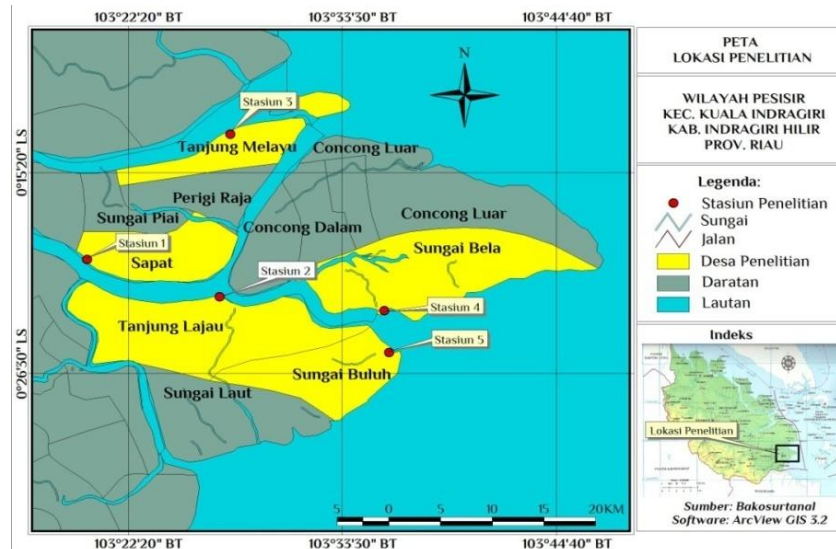 103°22'20" BT
103°33'30" BT
103°44'40" BT
0°15'20" LS
0°26'30" LS
N
Stasiun 3
Tanjung Melayu
Concong Luar
Perigi Raja
Sungai Piai
Concong Dalam
Concong Luar
Stasiun 1
Sapat
Sungai Bela
Stasiun 2
Tanjung Lajau
Stasiun 4
Stasiun 5
Sungai Buluh
Sungai Laut
5 0 5 10 15 20 KM
103°22'20" BT
103°33'30" BT
103°44'40" BT
PETA
LOKASI PENELITIAN
WILAYAH PESISIR
KEC. KUALA INDRAGIRI
KAB. INDRAGIRI HILIR
PROV. RIAU
Legenda:
Stasiun Penelitian
Sungai
Jalan
Desa Penelitian
Daratan
Lautan
Indeks
Lokasi Penelitian
Sumber: Bakosurtanal
Software: ArcView GIS 3.2